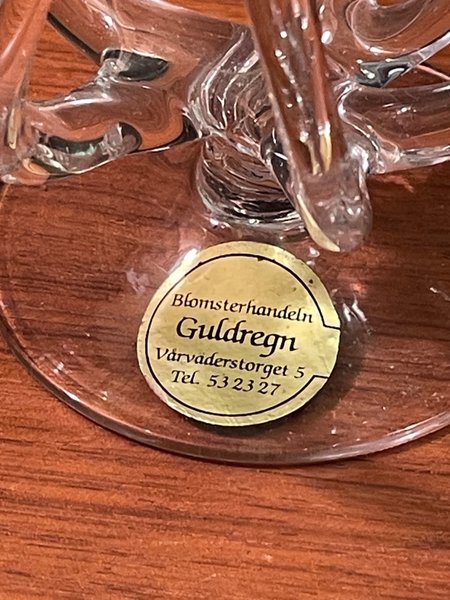 Blomsterhandeln
Guldregn
Vårväderstorget 5
Tel. 53 23 27